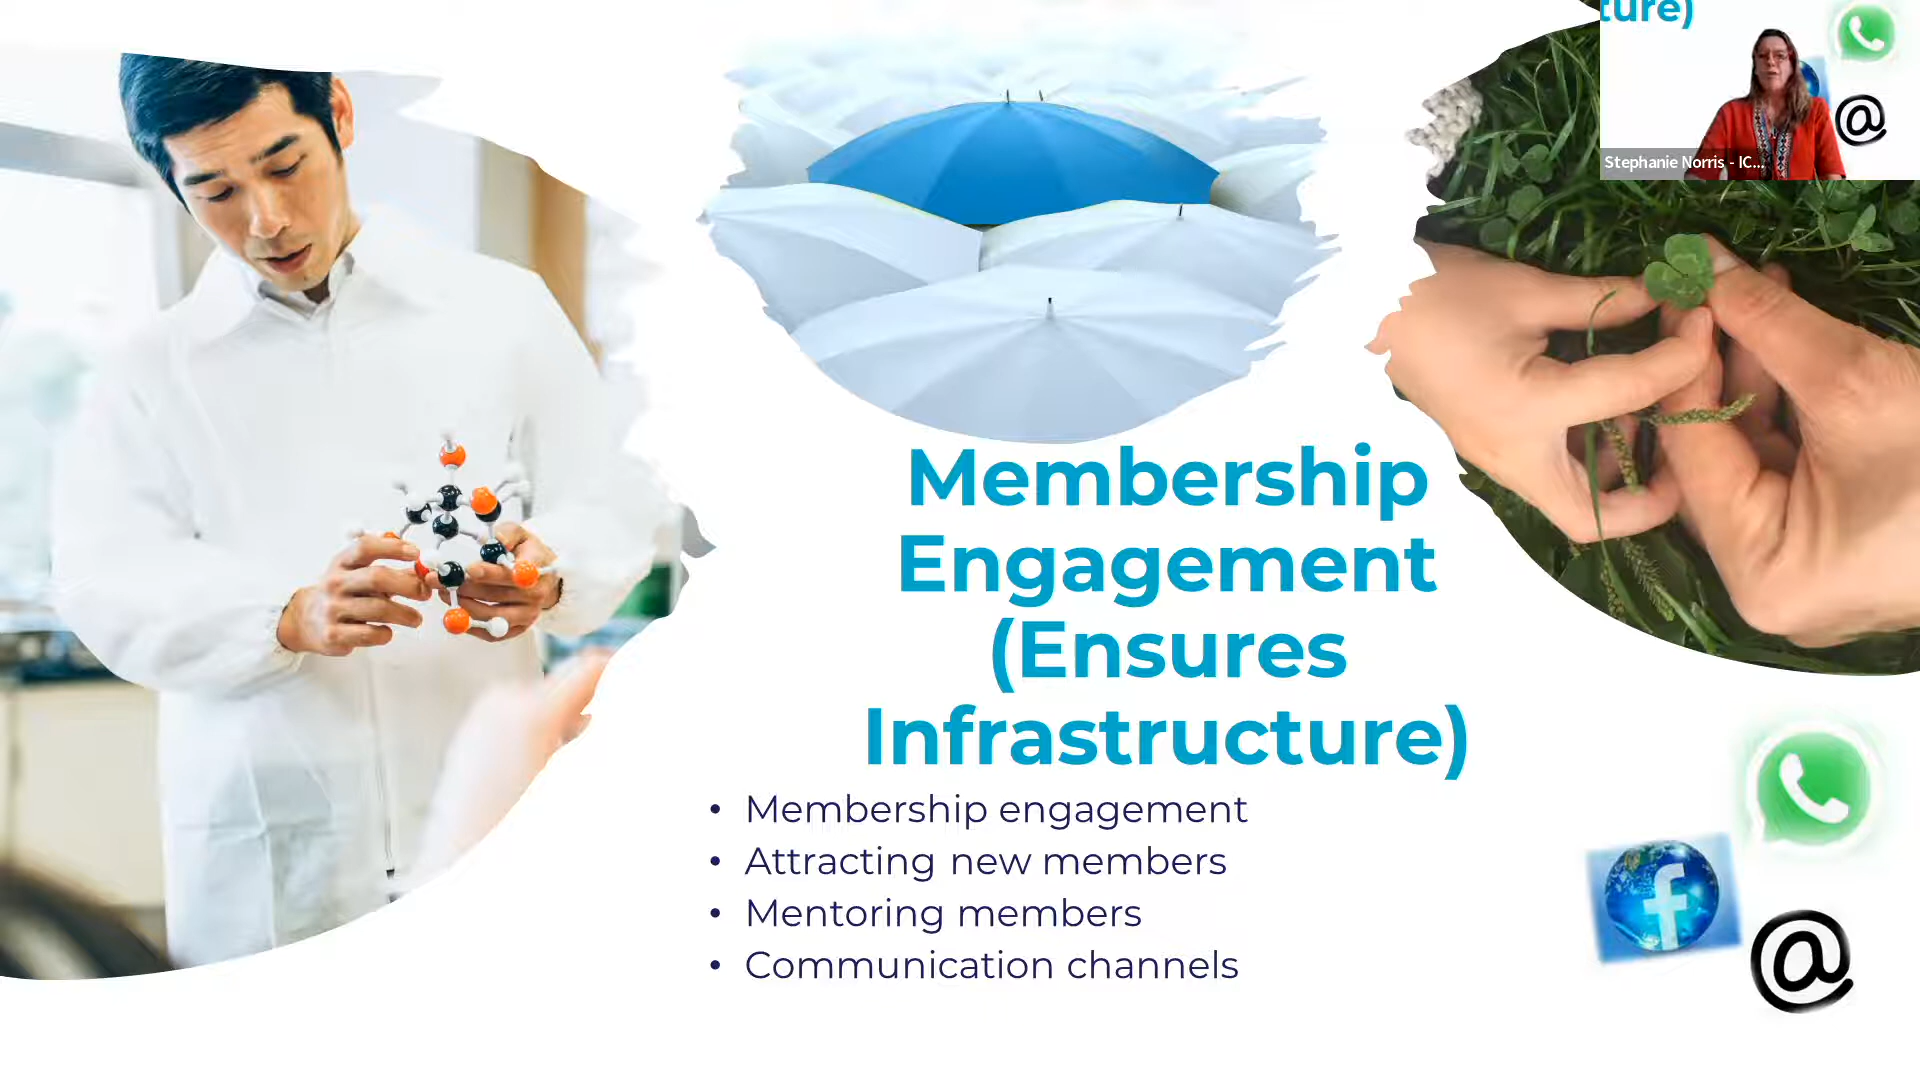 ture)
Stephanie Norris - IC...
Membership
Engagement
(Ensures
Infrastructure)
• Membership engagement
• Attracting new members
• Mentoring members
• Communication channels
f
@
@